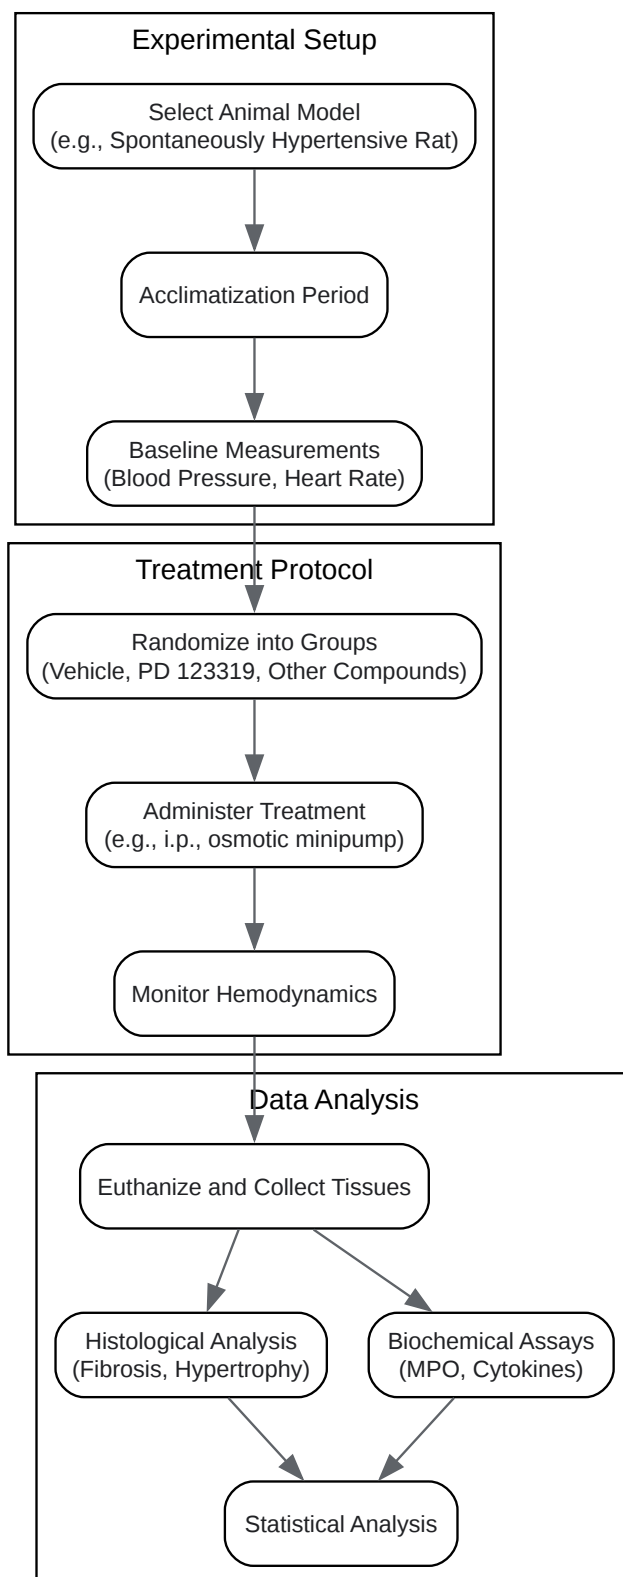 Experimental Setup
Select Animal Model
(e.g., Spontaneously Hypertensive Rat)
Acclimatization Period
Baseline Measurements
(Blood Pressure, Heart Rate)
Treatment Protocol
Randomize into Groups
(Vehicle, PD 123319, Other Compounds)
Administer Treatment
(e.g., i.p., osmotic minipump)
Monitor Hemodynamics
Data Analysis
Euthanize and Collect Tissues
Histological Analysis
(Fibrosis, Hypertrophy)
Biochemical Assays
(MPO, Cytokines)
Statistical Analysis